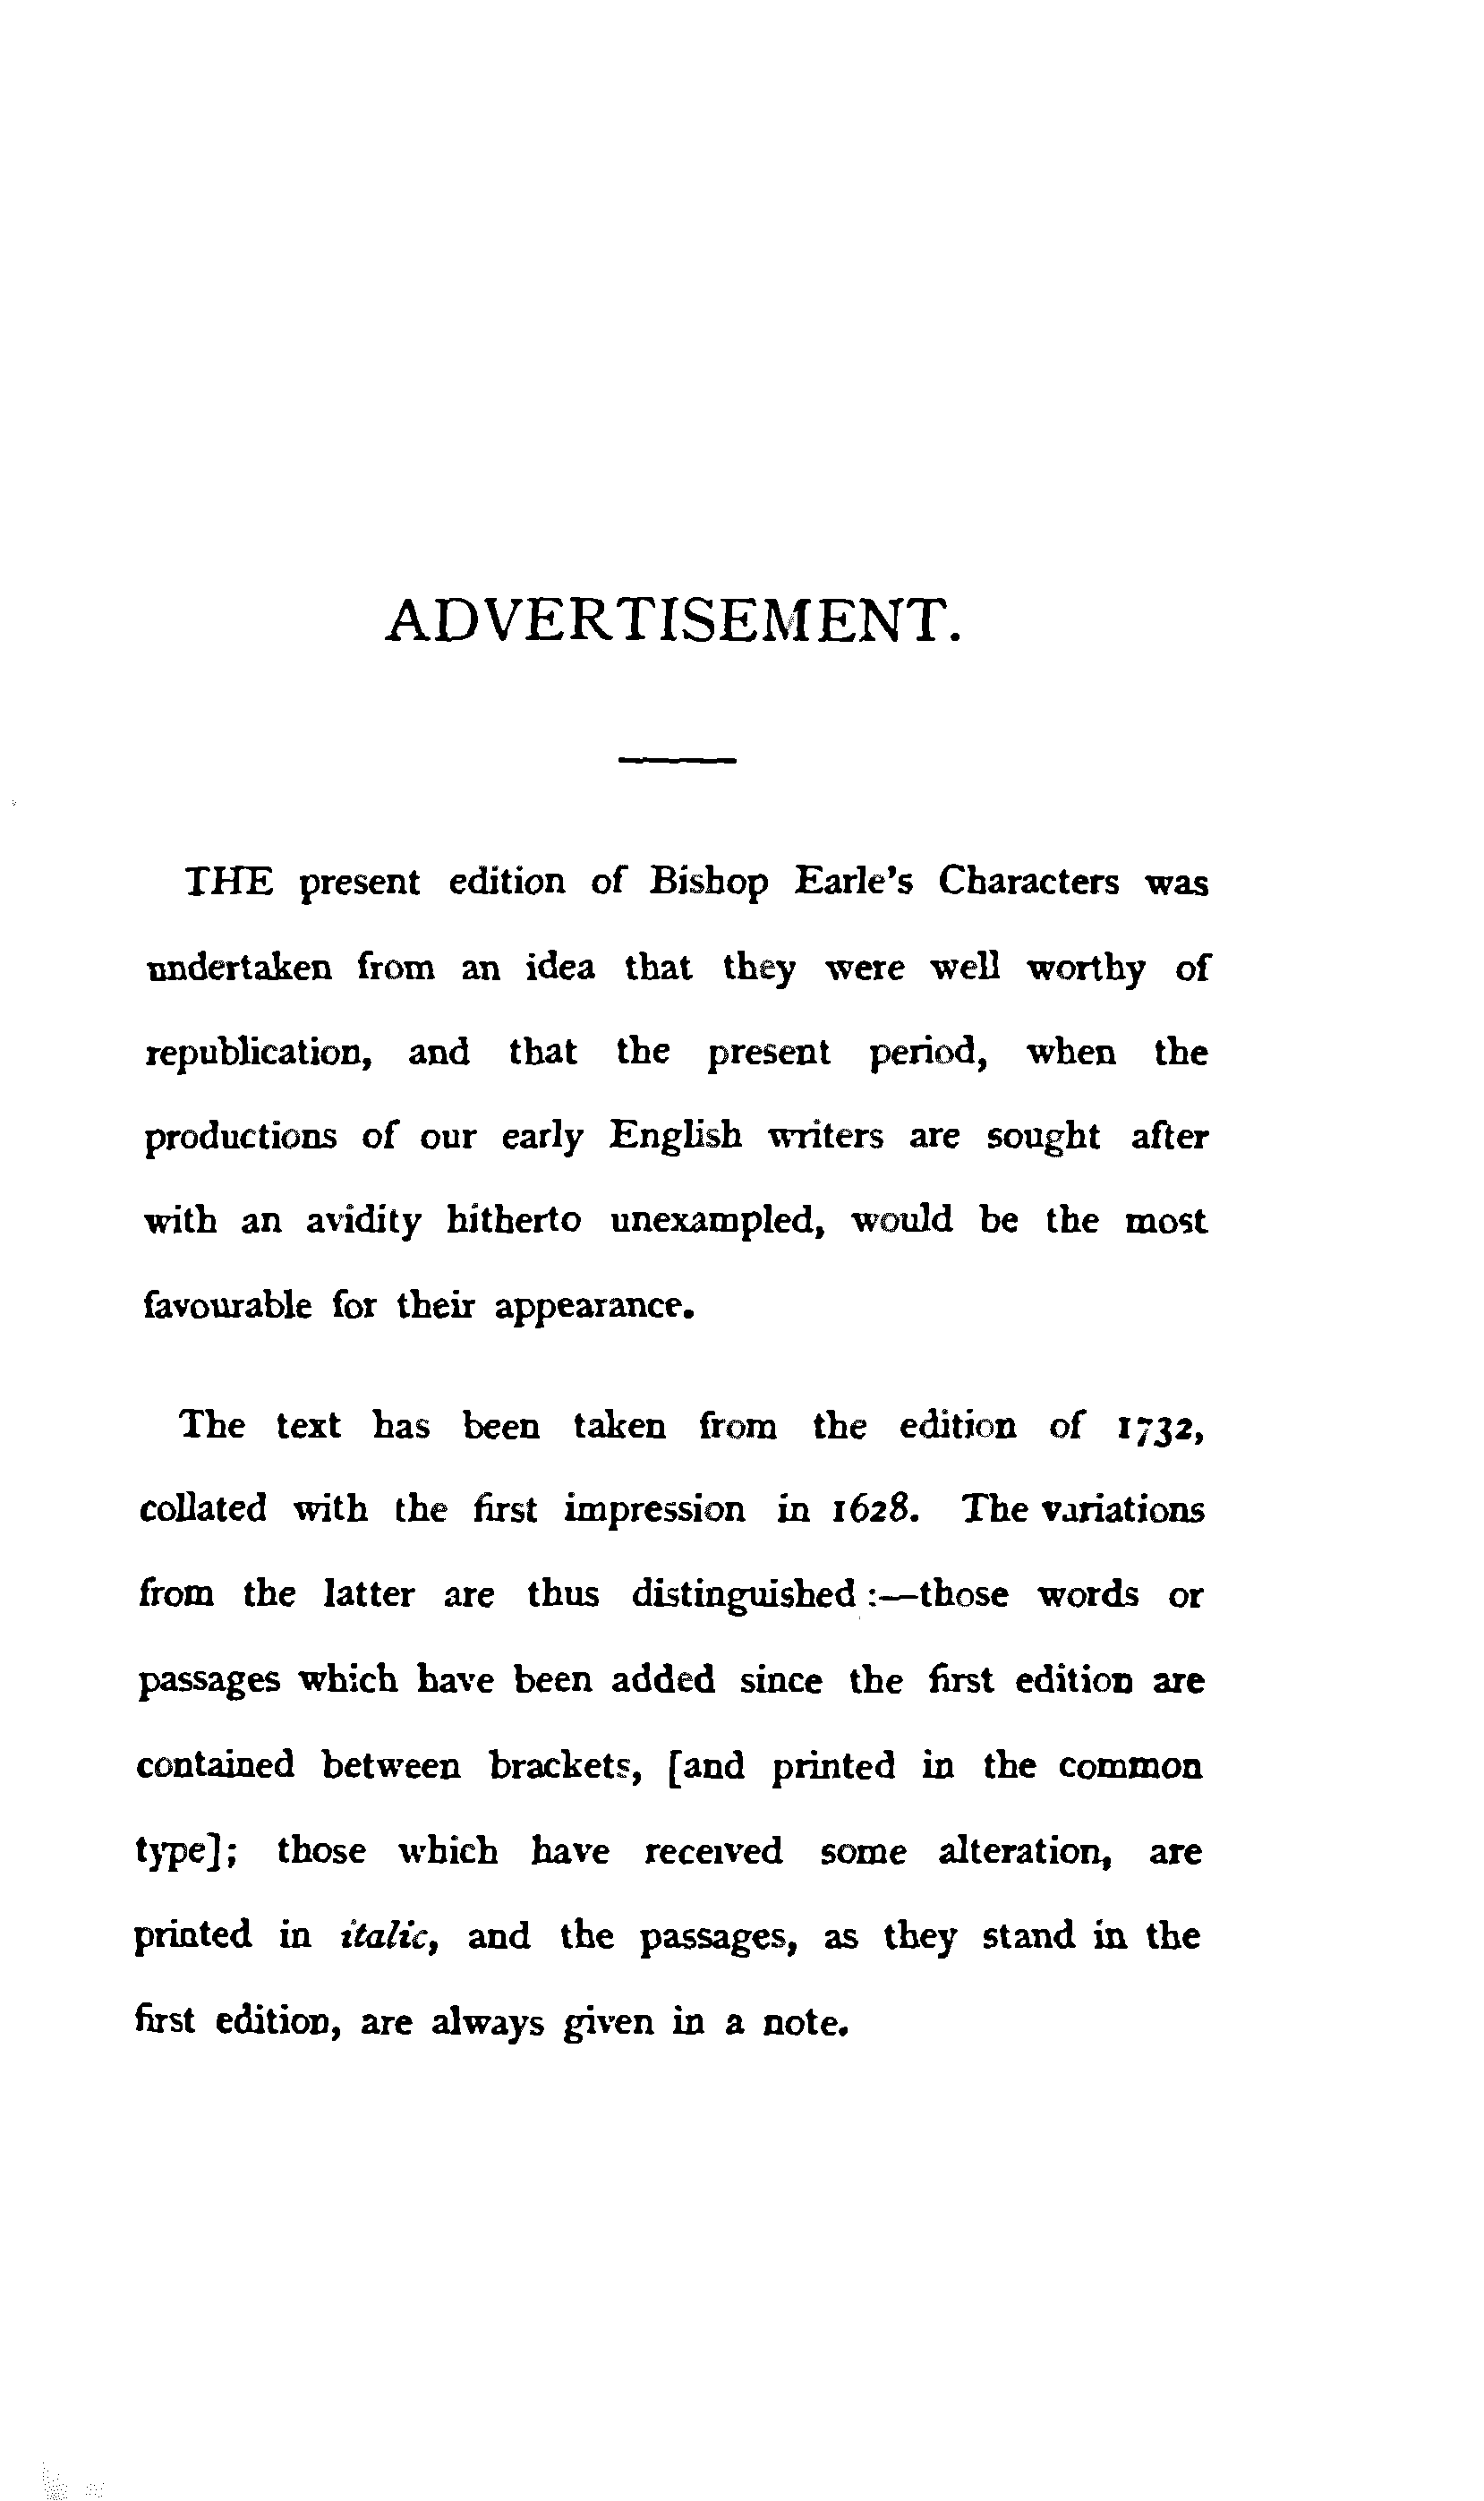 ADVERTISEMENT.
THE present edition of Bishop Earle's Characters was
undertaken from an idea that they were well worthy of
republication, and that the present period, when the
productions of our early English writers are sought after
with an avidity hitherto unexampled, would be the most
favourable for their appearance.
The text has been taken from the edition of 1732,
collated with the first impression in 1628. The variations
from the latter are thus distinguished :—those words or
passages which have been added since the first edition are
contained between brackets, [and printed in the common
type]; those which have received some alteration, are
printed in italic, and the passages, as they stand in the
first edition, are always given in a note.